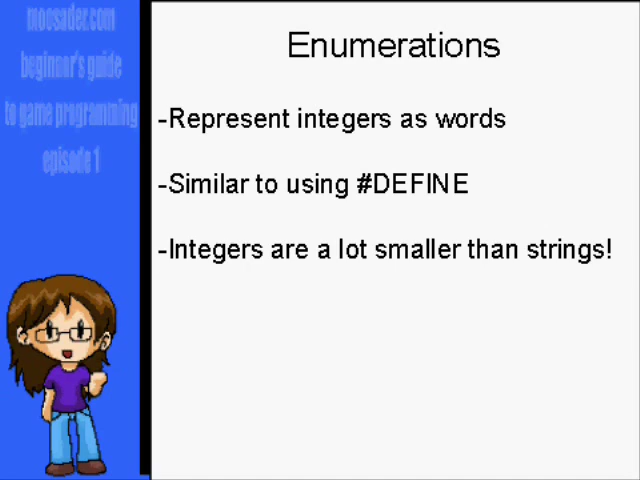 moosader.com
beginner's guide
to game programming
episode 1
Enumerations
-Represent integers as words
-Similar to using #DEFINE
-Integers are a lot smaller than strings!